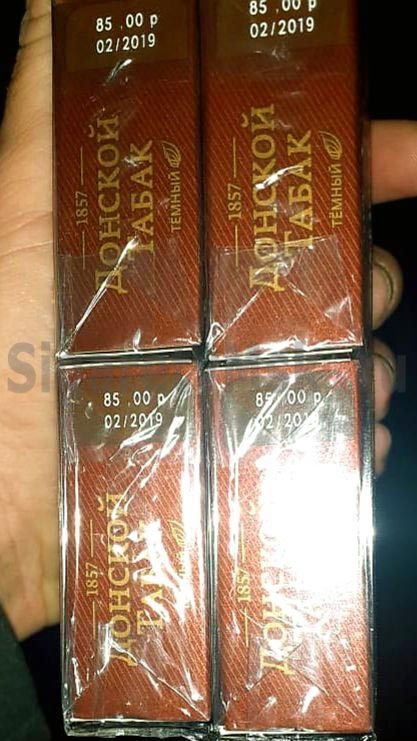 85 .00 р
02/2019
1857
ДОНСКОЙ
ТАБАК
ТЁМНЫЙ
85 .00 р
02/2019
1857
ДОНСКОЙ
ТАБАК
ТЁМНЫЙ
85 .00 р
02/2019
1857
ДОНСКОЙ
ТАБАК
85 .00 р
02/2019
1857